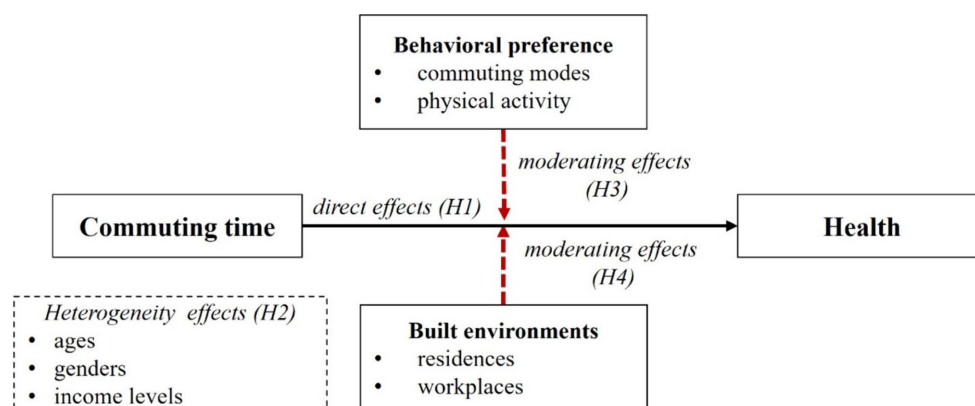 Behavioral preference
• commuting modes
• physical activity
moderating effects
(H3)
direct effects (H1)
Commuting time
Health
moderating effects
(H4)
Heterogeneity effects (H2)
• ages
• genders
• income levels
Built environments
• residences
• workplaces